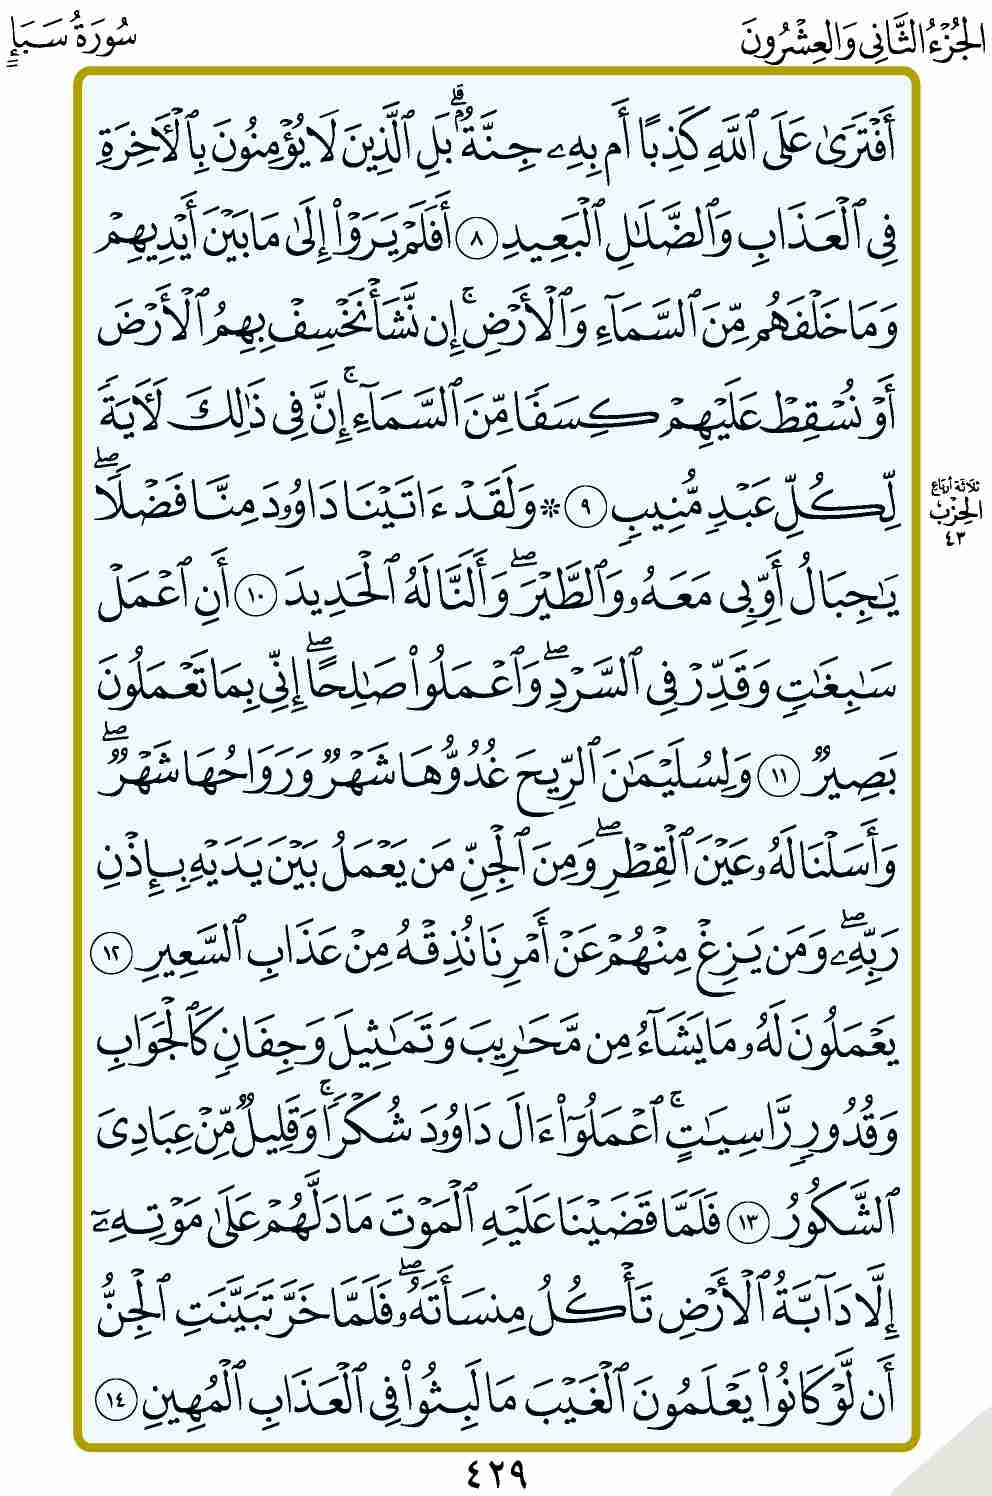 الجُزْءُ الثَّانِي وَالعِشْرُونَ
سُورَةُ سَبَإٍ
أَفْتَرَىٰ عَلَى ٱللَّهِ كَذِبًا أَم بِهِۦ جِنَّةٌۢۗ بَلِ ٱلَّذِينَ لَا يُؤْمِنُونَ بِٱلْأَخِرَةِ
فِى ٱلْعَذَابِ وَٱلضَّلَٰلِ ٱلْبَعِيدِ ٨ أَفَلَمْ يَرَوْا۟ إِلَىٰ مَا بَيْنَ أَيْدِيهِمْ
وَمَا خَلْفَهُم مِّنَ ٱلسَّمَآءِ وَٱلْأَرْضِۚ إِن نَّشَأْ نَخْسِفْ بِهِمُ ٱلْأَرْضَ
أَوْ نُسْقِطْ عَلَيْهِمْ كِسَفًا مِّنَ ٱلسَّمَآءِۚ إِنَّ فِى ذَٰلِكَ لَأَيَةً
لِّكُلِّ عَبْدٍ مُّنِيبٍ ٩ ۞ وَلَقَدْ ءَاتَيْنَا دَاوُۥدَ مِنَّا فَضْلًاۖ
يَٰجِبَالُ أَوِّبِى مَعَهُۥ وَٱلطَّيْرَۖ وَأَلَنَّا لَهُ ٱلْحَدِيدَ ١٠ أَنِ ٱعْمَلْ
سَٰبِغَٰتٍ وَقَدِّرْ فِى ٱلسَّرْدِۖ وَٱعْمَلُوا۟ صَٰلِحًاۖ إِنِّى بِمَا تَعْمَلُونَ
بَصِيرٌ ١١ وَلِسُلَيْمَٰنَ ٱلرِّيحَ غُدُوُّهَا شَهْرٌ وَرَوَاحُهَا شَهْرٌۖ
وَأَسَلْنَا لَهُۥ عَيْنَ ٱلْقِطْرِۖ وَمِنَ ٱلْجِنِّ مَن يَعْمَلُ بَيْنَ يَدَيْهِ بِإِذْنِ
رَبِّهِۦۖ وَمَن يَزِغْ مِنْهُمْ عَنْ أَمْرِنَا نُذِقْهُ مِنْ عَذَابِ ٱلسَّعِيرِ ١٢
يَعْمَلُونَ لَهُۥ مَا يَشَآءُ مِن مَّحَٰرِيبَ وَتَمَٰثِيلَ وَجِفَانٍ كَٱلْجَوَابِ
وَقُدُورٍ رَّاسِيَٰتٍۚ ٱعْمَلُوٓا۟ ءَالَ دَاوُۥدَ شُكْرًاۚ وَقَلِيلٌ مِّنْ عِبَادِىَ
ٱلشَّكُورُ ١٣ فَلَمَّا قَضَيْنَا عَلَيْهِ ٱلْمَوْتَ مَا دَلَّهُمْ عَلَىٰ مَوْتِهِۦٓ
إِلَّا دَآبَّةُ ٱلْأَرْضِ تَأْكُلُ مِنسَأَتَهُۥۖ فَلَمَّا خَرَّ تَبَيَّنَتِ ٱلْجِنُّ
أَن لَّوْ كَانُوا۟ يَعْلَمُونَ ٱلْغَيْبَ مَا لَبِثُوا۟ فِى ٱلْعَذَابِ ٱلْمُهِينِ ١٤
ثلاثة أرباع
الحِزْب
٤٣
٤٢٩